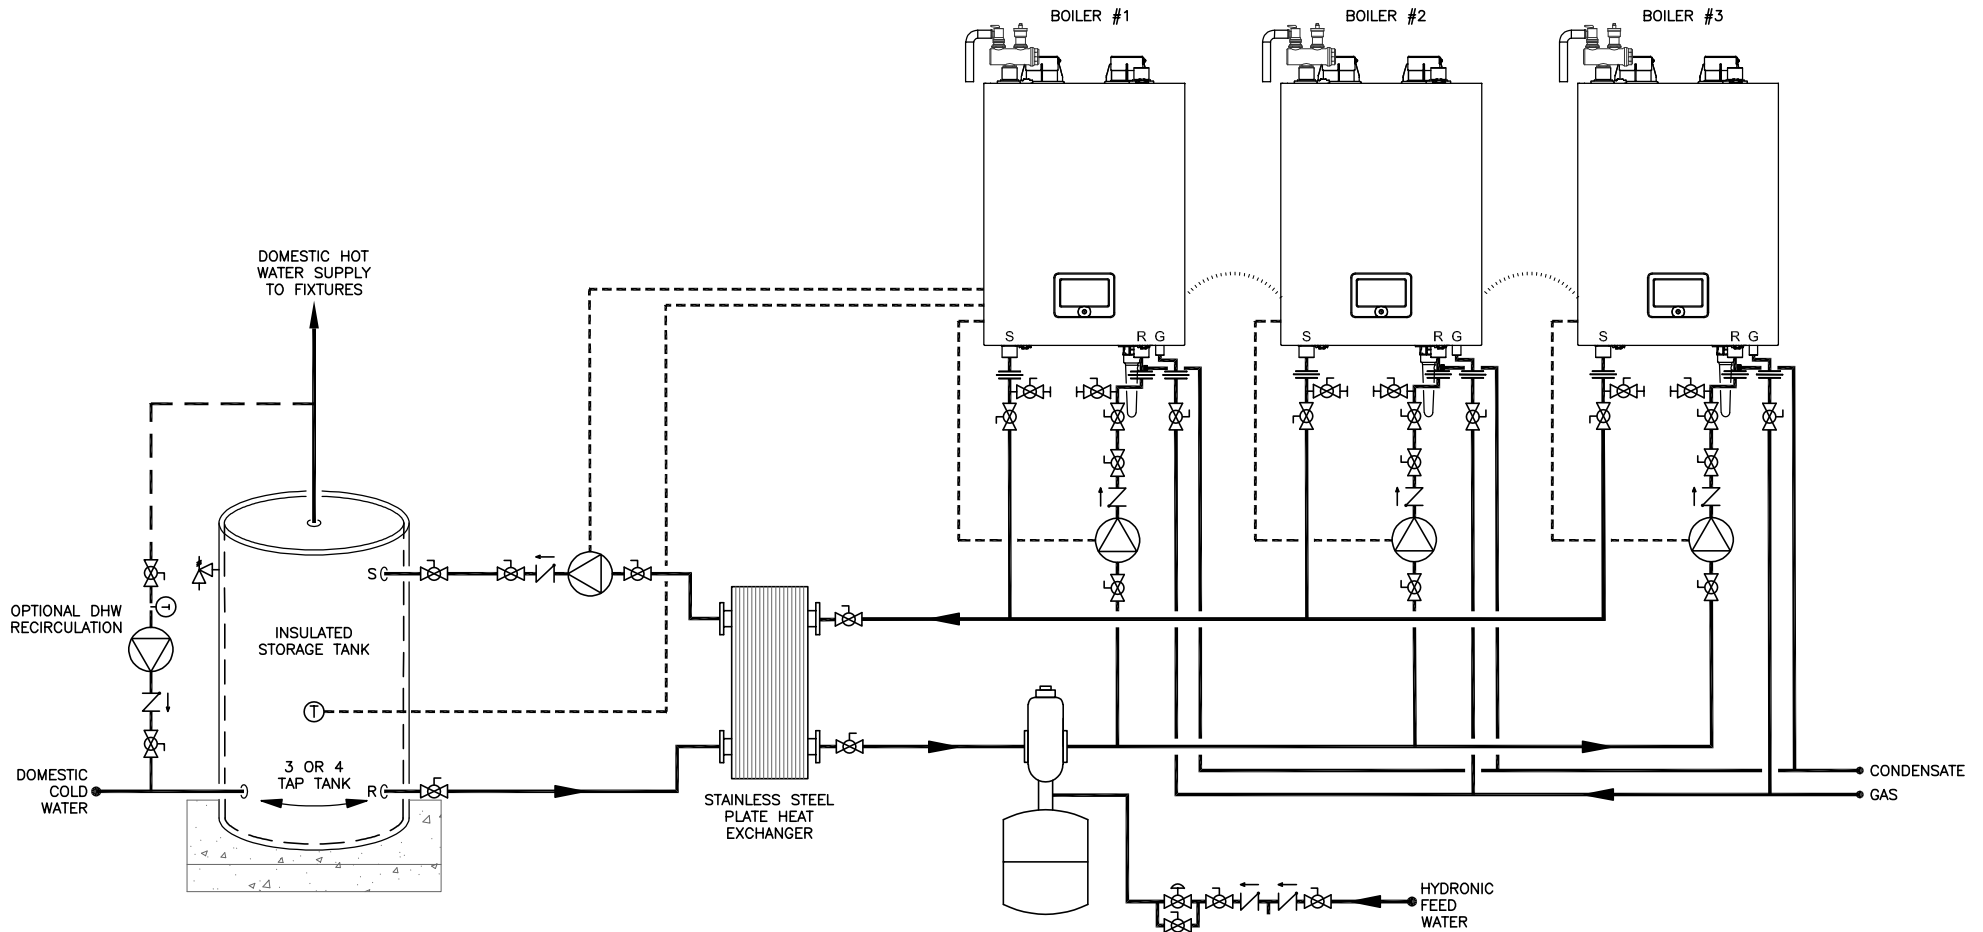 BOILER #1
BOILER #2
BOILER #3
DOMESTIC HOT
WATER SUPPLY
TO FIXTURES
S
R G
S
R G
S
R G
S
T
OPTIONAL DHW
RECIRCULATION
INSULATED
STORAGE TANK
T
3 OR 4
TAP TANK
R
DOMESTIC
COLD
WATER
STAINLESS STEEL
PLATE HEAT
EXCHANGER
CONDENSATE
GAS
HYDRONIC
FEED
WATER